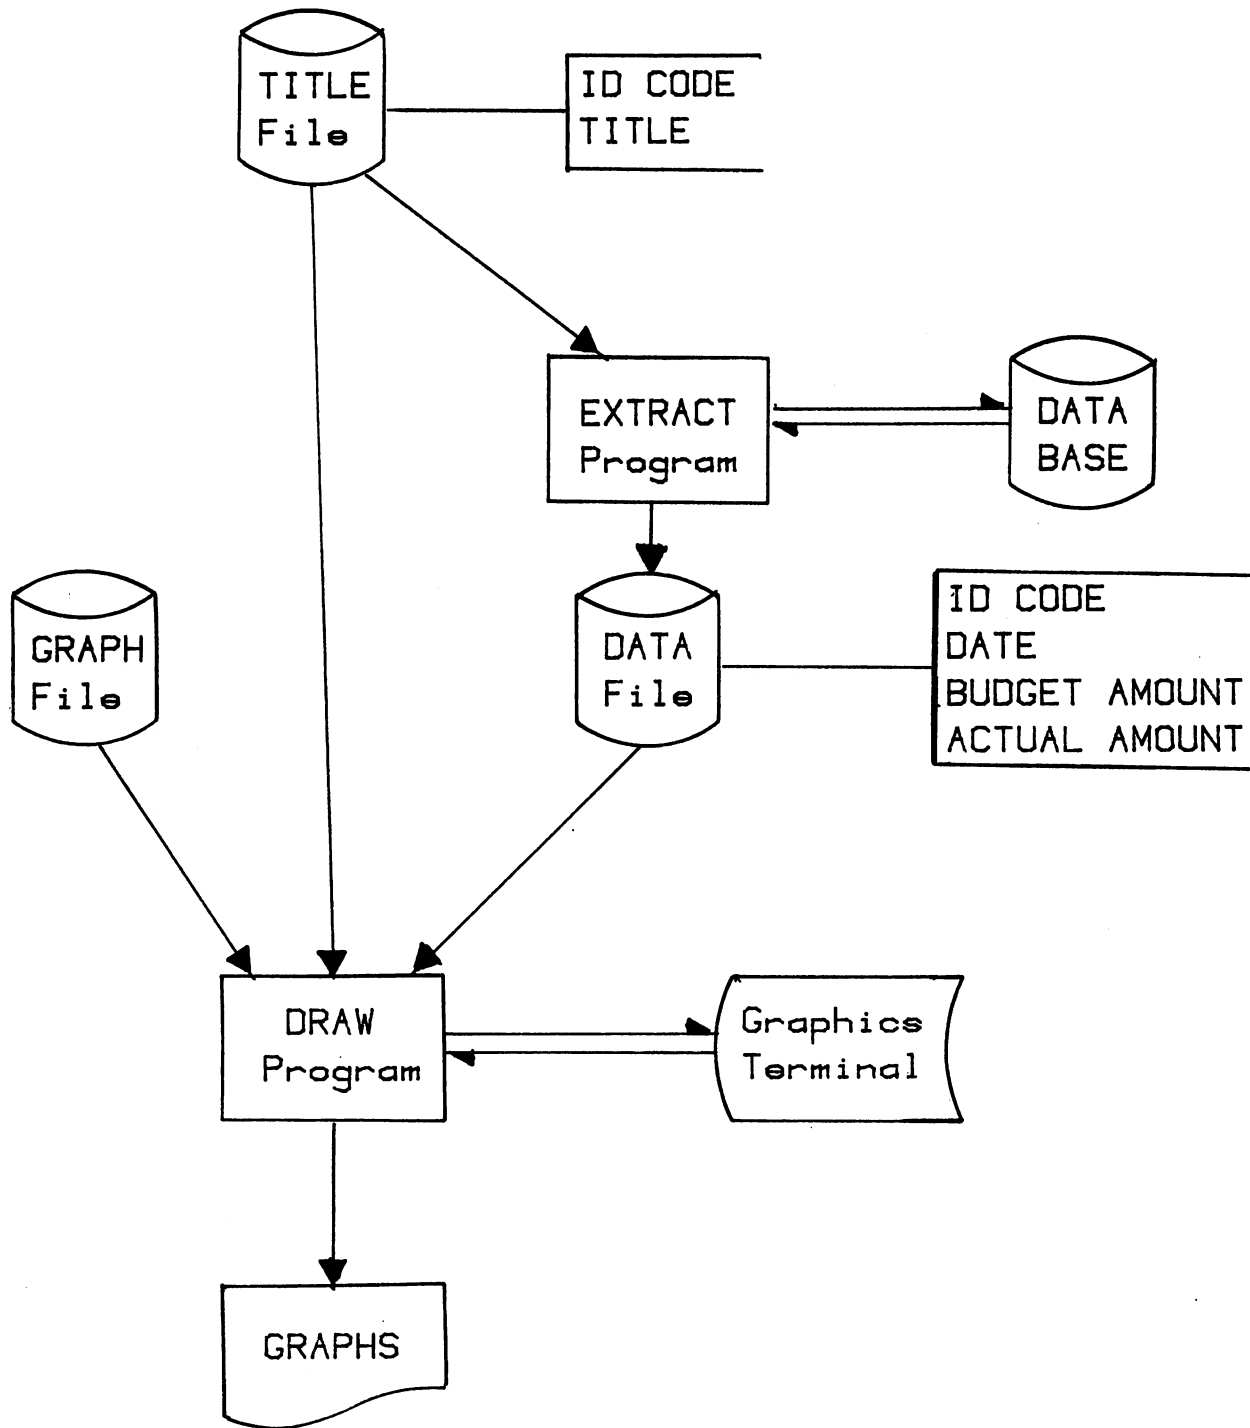 TITLE
File
ID CODE
TITLE
EXTRACT
Program
DATA
BASE
GRAPH
File
DATA
File
ID CODE
DATE
BUDGET AMOUNT
ACTUAL AMOUNT
DRAW
Program
Graphics
Terminal
GRAPHS